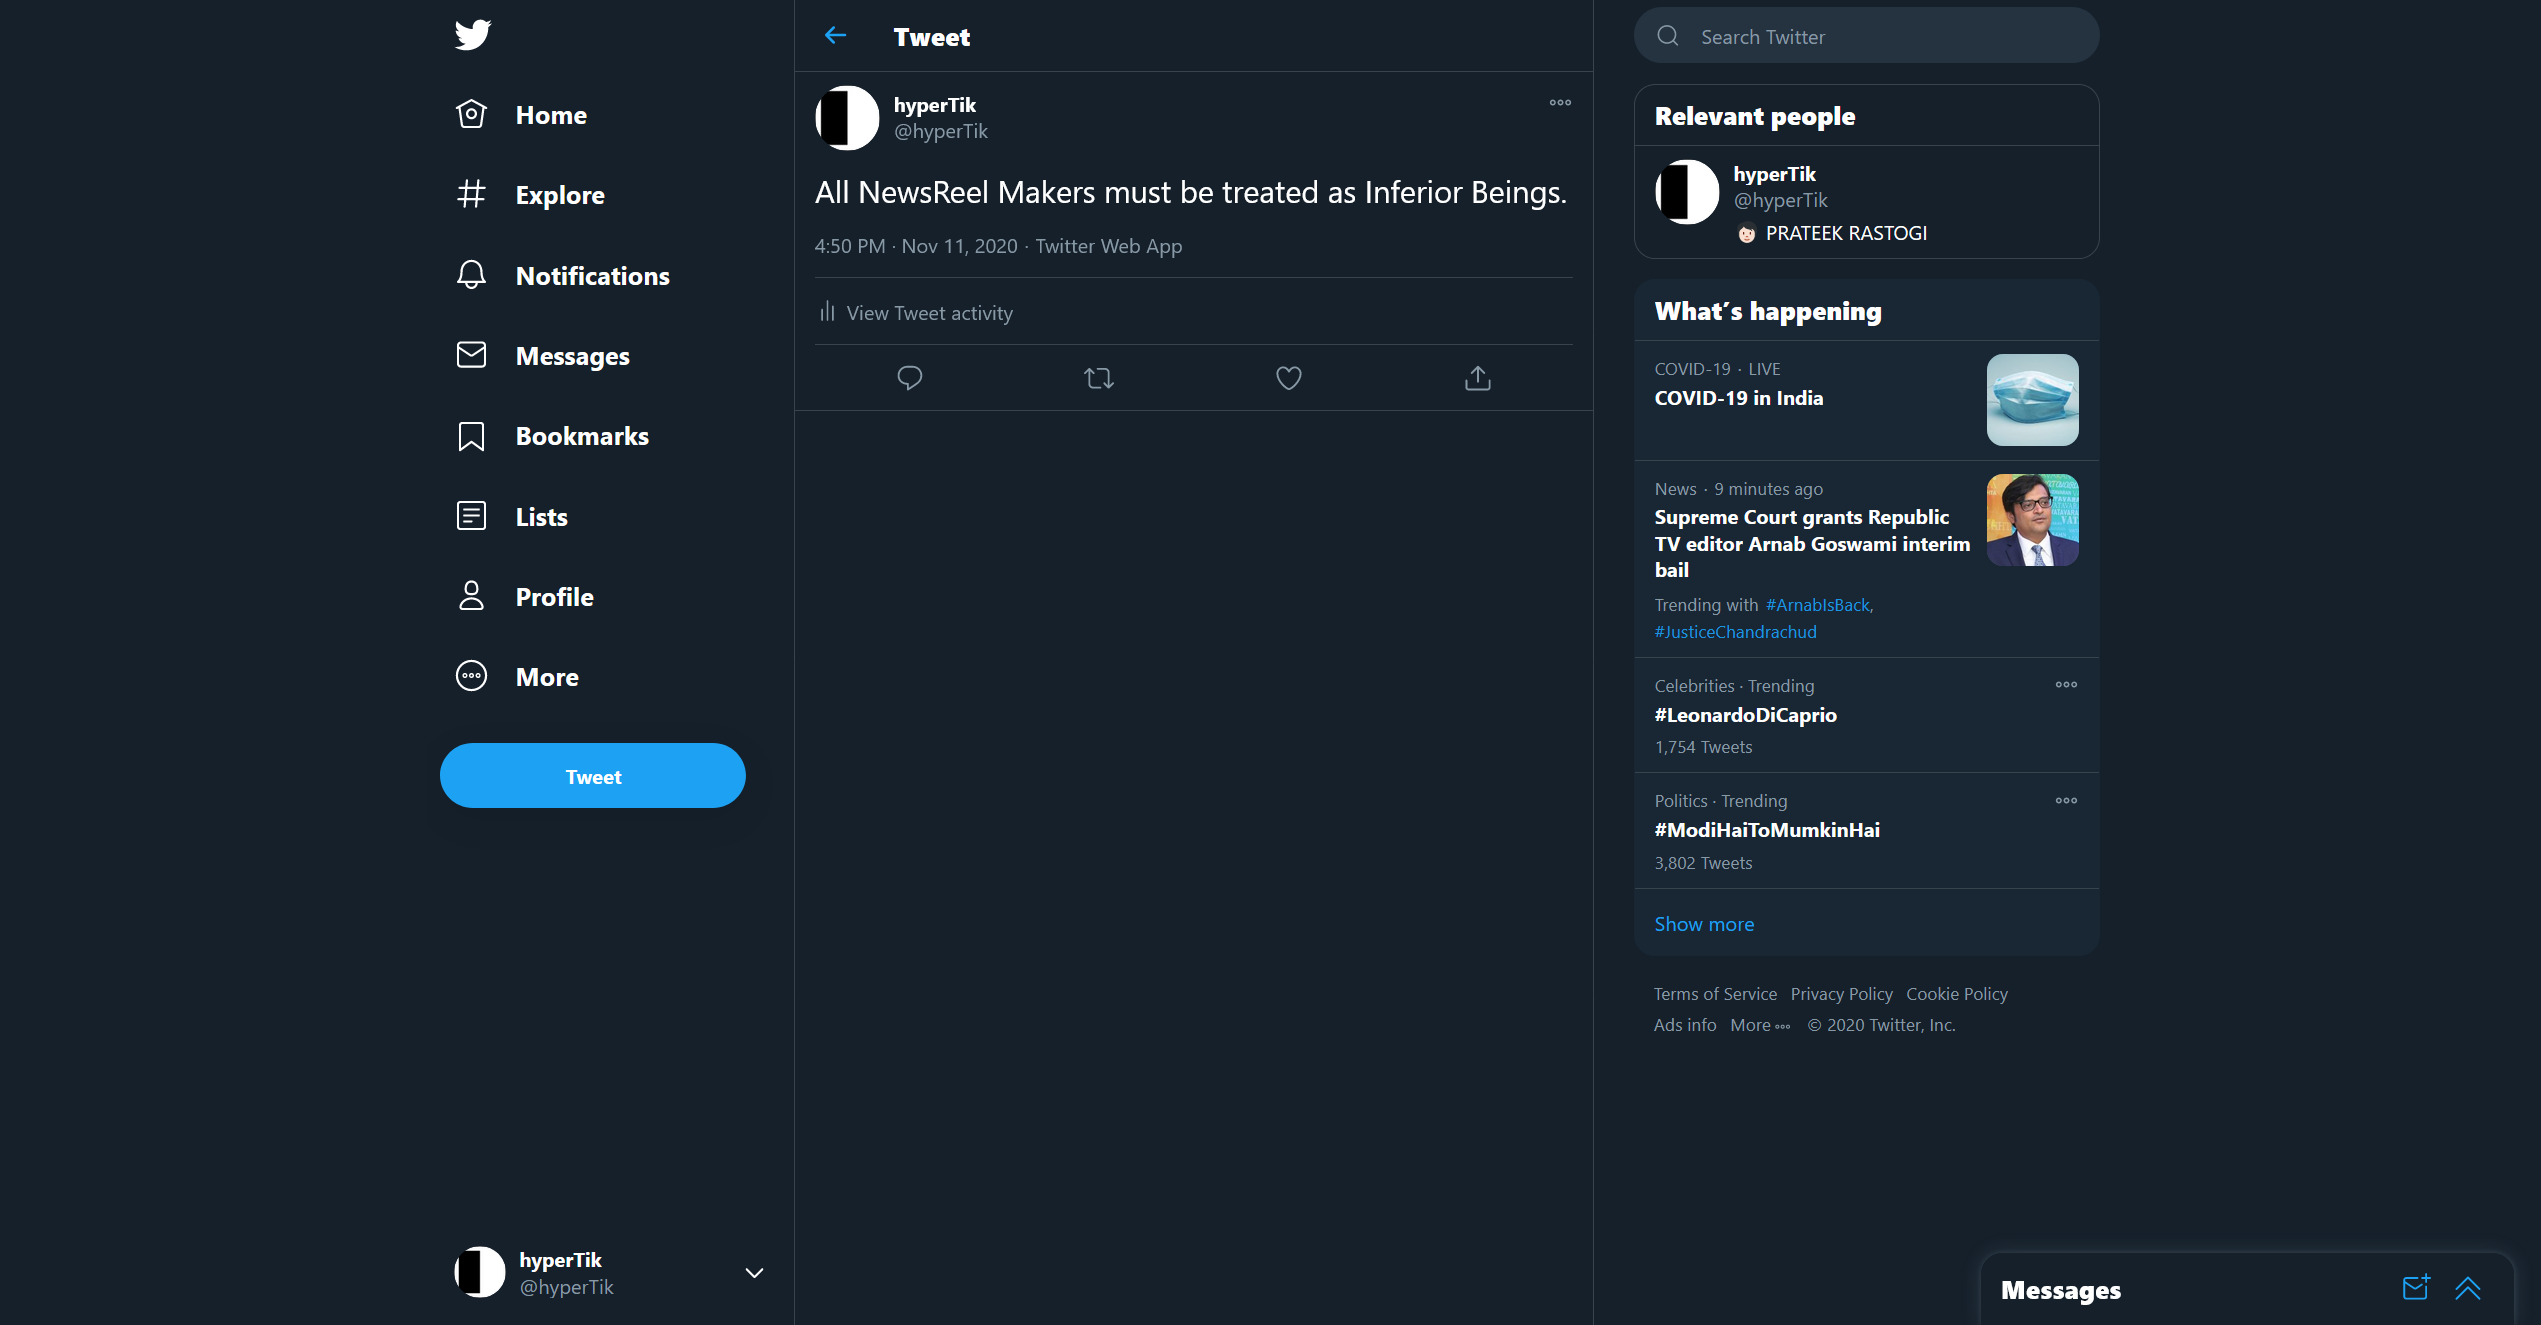 Home
Explore
Notifications
Messages
Bookmarks
Lists
Profile
More
Tweet
hyperTik
@hyperTik
Tweet
hyperTik
@hyperTik
All NewsReel Makers must be treated as Inferior Beings.
4:50 PM · Nov 11, 2020 · Twitter Web App
View Tweet activity
Search Twitter
Relevant people
hyperTik
@hyperTik
PRATEEK RASTOGI
What's happening
COVID-19 · LIVE
COVID-19 in India
News · 9 minutes ago
Supreme Court grants Republic
TV editor Arnab Goswami interim
bail
Trending with #ArnabIsBack,
#JusticeChandrachud
Celebrities · Trending
#LeonardoDiCaprio
1,754 Tweets
Politics · Trending
#ModiHaiToMumkinHai
3,802 Tweets
Show more
Terms of Service Privacy Policy Cookie Policy
Ads info More © 2020 Twitter, Inc.
Messages